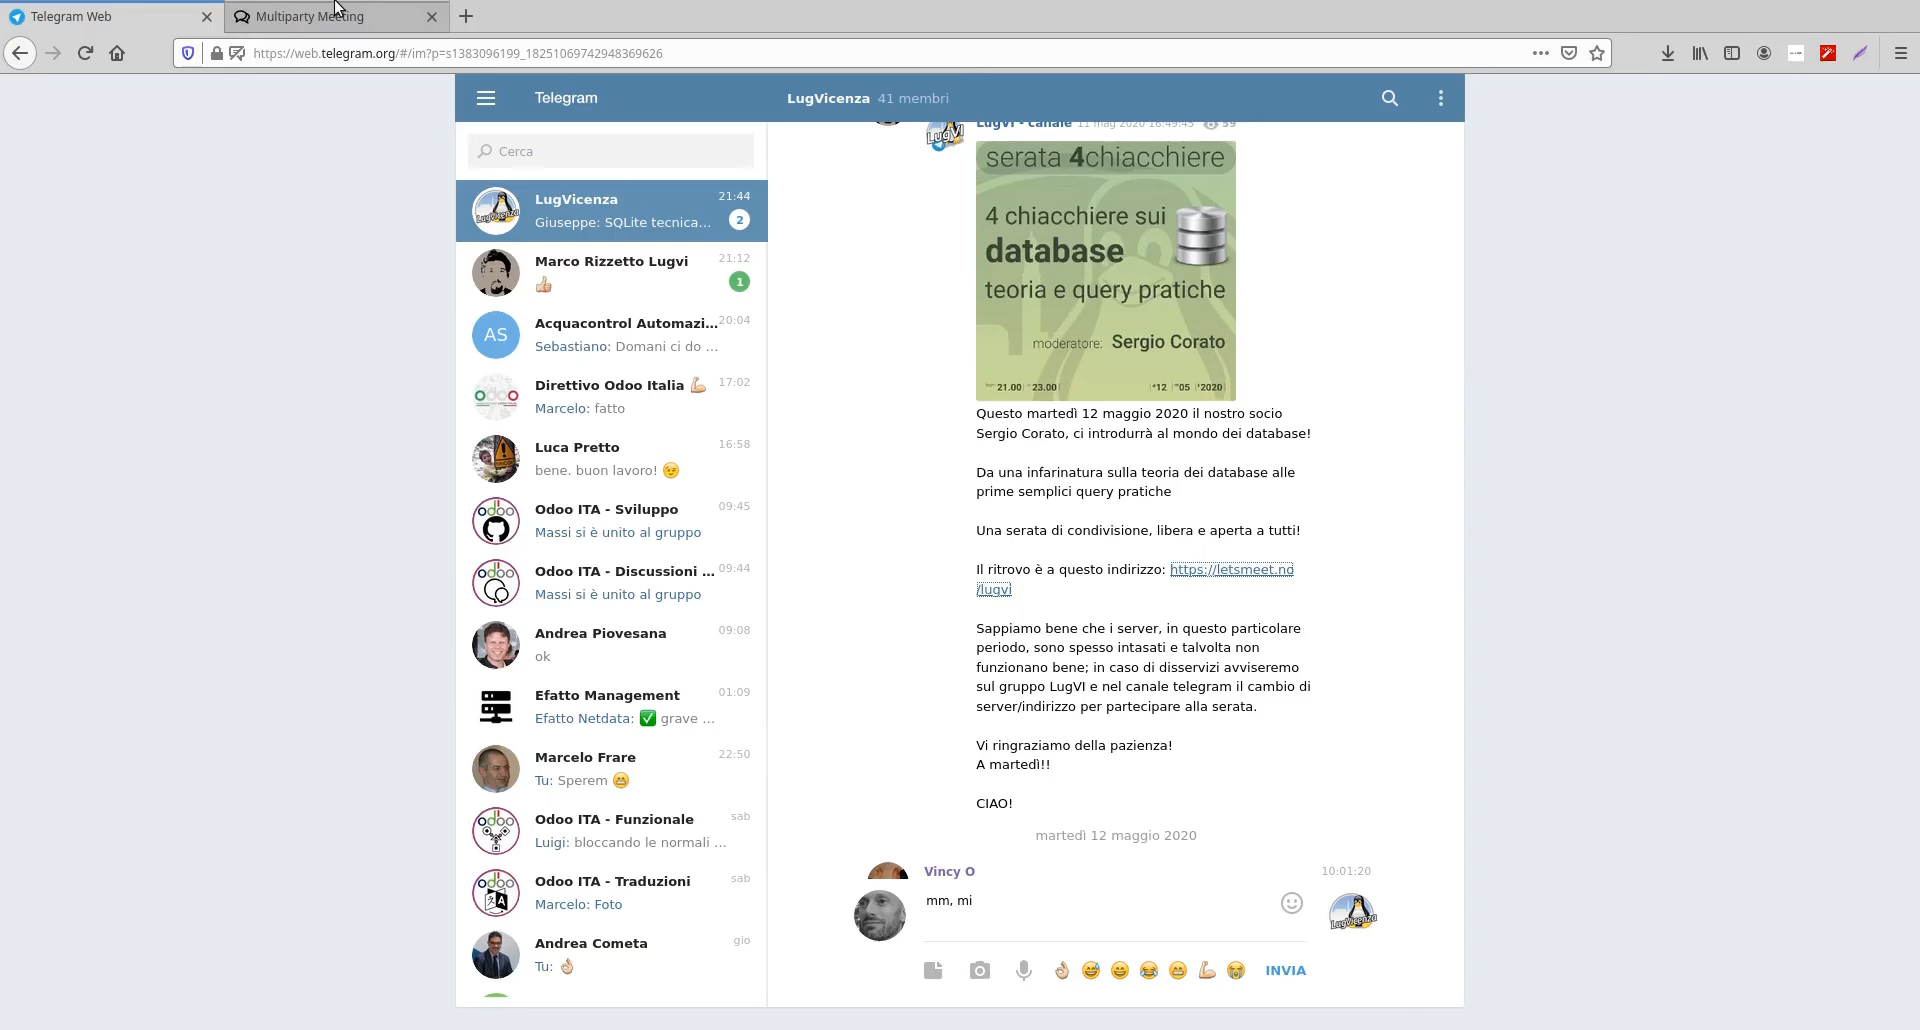 Telegram Web
Multiparty Meeting
https://web.telegram.org/#/im?p=s1383096199_18251069742948369626
Telegram
LugVicenza 41 membri
Cerca
LugVicenza 21:44
Giuseppe: SQLite tecnica... 2
Marco Rizzetto Lugvi 21:12
👍🏻 1
AS
Acquacontrol Automazi... 20:04
Sebastiano: Domani ci do ...
Direttivo Odoo Italia 💪🏻 17:02
Marcelo: fatto
Luca Pretto 16:58
bene. buon lavoro! 😉
Odoo ITA - Sviluppo 09:45
Massi si è unito al gruppo
Odoo ITA - Discussioni ... 09:44
Massi si è unito al gruppo
Andrea Piovesana 09:08
ok
Efatto Management 01:09
Efatto Netdata: ✅ grave ...
Marcelo Frare 22:50
Tu: Sperem 😁
Odoo ITA - Funzionale sab
Luigi: bloccando le normali ...
Odoo ITA - Traduzioni sab
Marcelo: Foto
Andrea Cometa gio
Tu: 👌🏻
LugVI - canale 11 mag 2020 16:49:45 59
serata 4chiacchiere
4 chiacchiere sui
database
teoria e query pratiche
moderatore: Sergio Corato
21.00 23.00 12 05 2020
Questo martedì 12 maggio 2020 il nostro socio
Sergio Corato, ci introdurrà al mondo dei database!
Da una infarinatura sulla teoria dei database alle
prime semplici query pratiche
Una serata di condivisione, libera e aperta a tutti!
Il ritrovo è a questo indirizzo: https://letsmeet.no
/lugvi
Sappiamo bene che i server, in questo particolare
periodo, sono spesso intasati e talvolta non
funzionano bene; in caso di disservizi avviseremo
sul gruppo LugVI e nel canale telegram il cambio di
server/indirizzo per partecipare alla serata.
Vi ringraziamo della pazienza!
A martedì!!
CIAO!
martedì 12 maggio 2020
Vincy O 10:01:20
mm, mi
INVIA